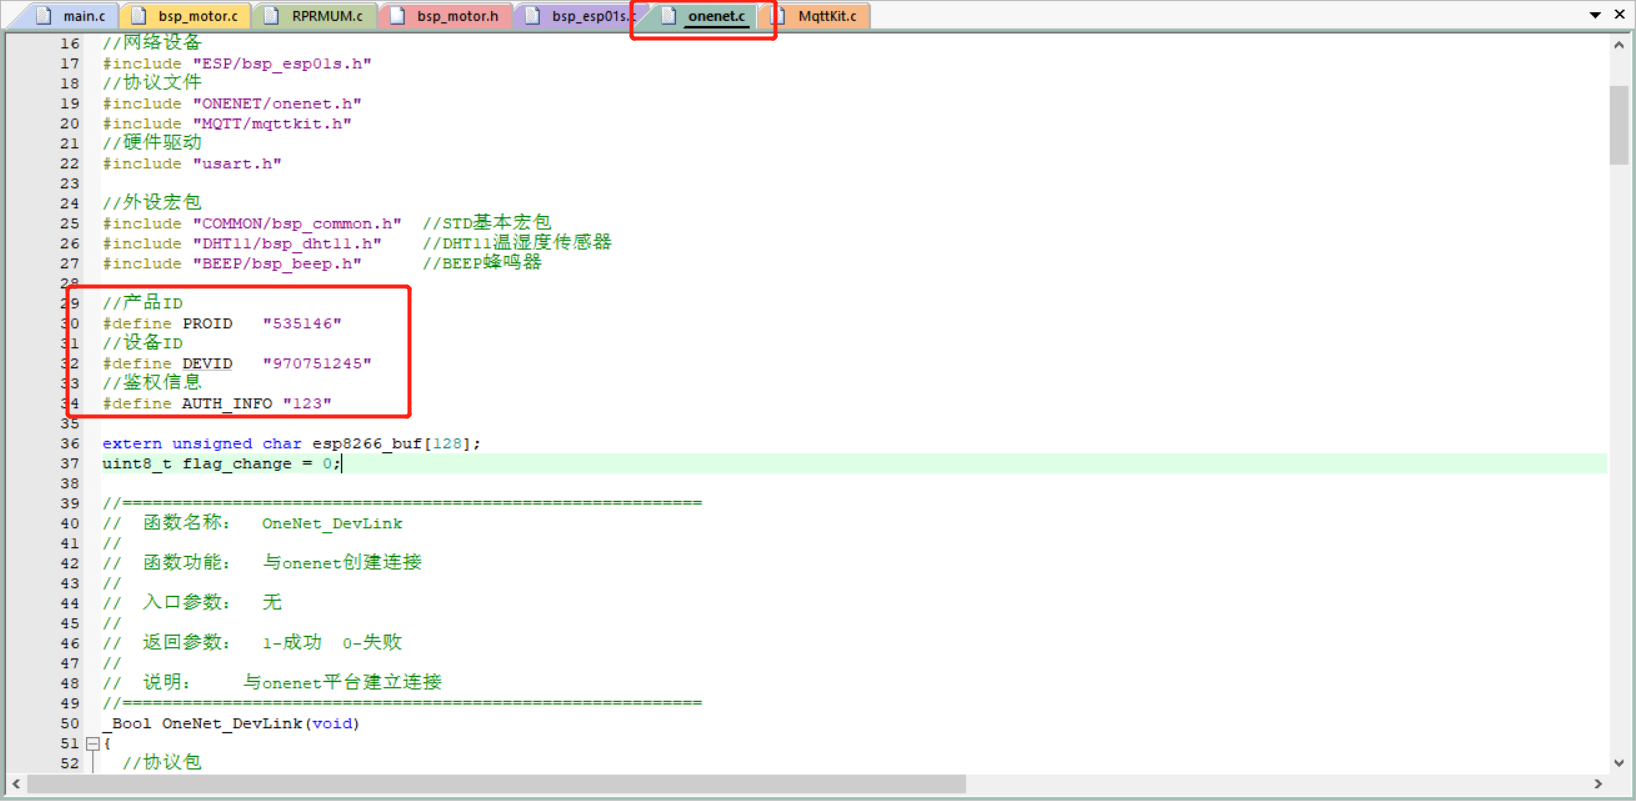 main.c bsp_motor.c RPRMUM.c bsp_motor.h bsp_esp01s.c onenet.c MqttKit.c
16 //网络设备
17 #include "ESP/bsp_esp01s.h"
18 //协议文件
19 #include "ONENET/onenet.h"
20 #include "MQTT/mqttkit.h"
21 //硬件驱动
22 #include "usart.h"
23
24 //外设宏包
25 #include "COMMON/bsp_common.h" //STD基本宏包
26 #include "DHT11/bsp_dht11.h" //DHT11温湿度传感器
27 #include "BEEP/bsp_beep.h" //BEEP蜂鸣器
28
29 //产品ID
30 #define PROID "535146"
31 //设备ID
32 #define DEVID "970751245"
33 //鉴权信息
34 #define AUTH_INFO "123"
35
36 extern unsigned char esp8266_buf[128];
37 uint8_t flag_change = 0;
38
39 //==========================================================
40 // 函数名称： OneNet_DevLink
41 //
42 // 函数功能： 与onenet创建连接
43 //
44 // 入口参数： 无
45 //
46 // 返回参数： 1-成功 0-失败
47 //
48 // 说明： 与onenet平台建立连接
49 //==========================================================
50 _Bool OneNet_DevLink(void)
51 {
52 //协议包